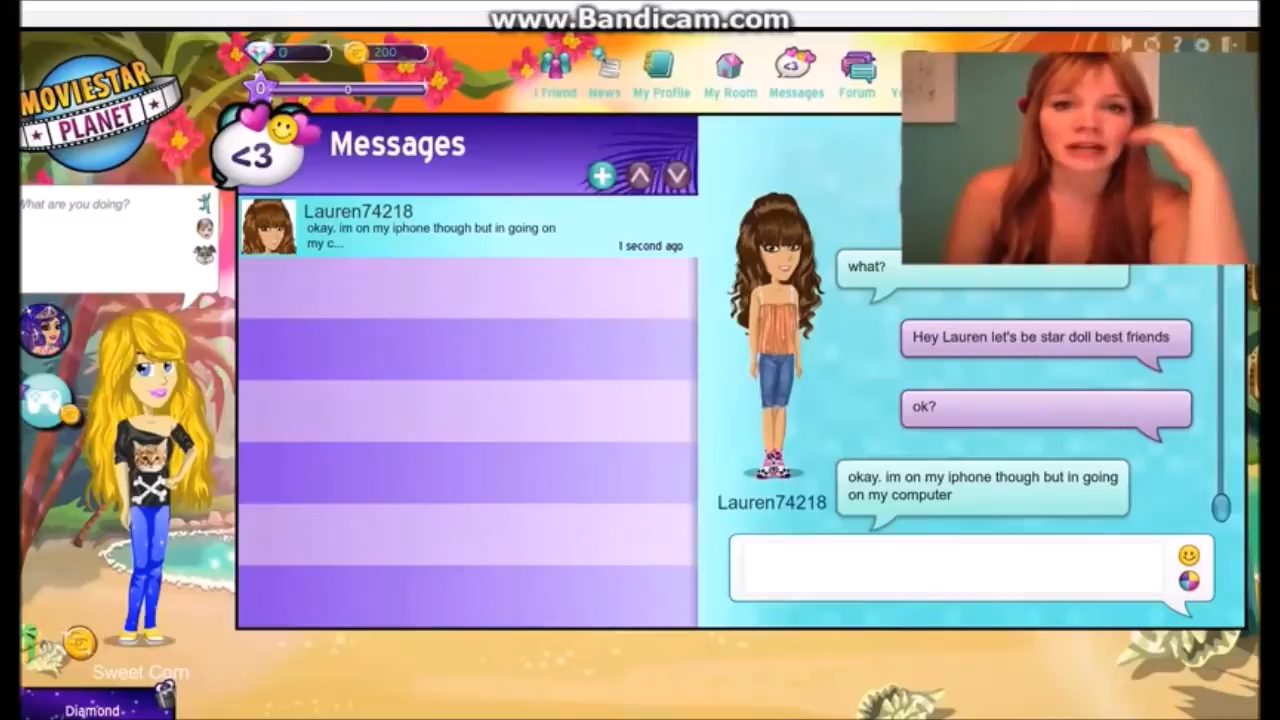 www.Bandicam.com
MOVIESTAR
PLANET
0
200
0
0
1 Friend
News
My Profile
My Room
Messages
Forum
<3
Messages
What are you doing?
Lauren74218
okay. im on my iphone though but in going on
my c...
1 second ago
what?
Hey Lauren let's be star doll best friends
ok?
okay. im on my iphone though but in going
on my computer
Lauren74218
Sweet Corn
Diamond